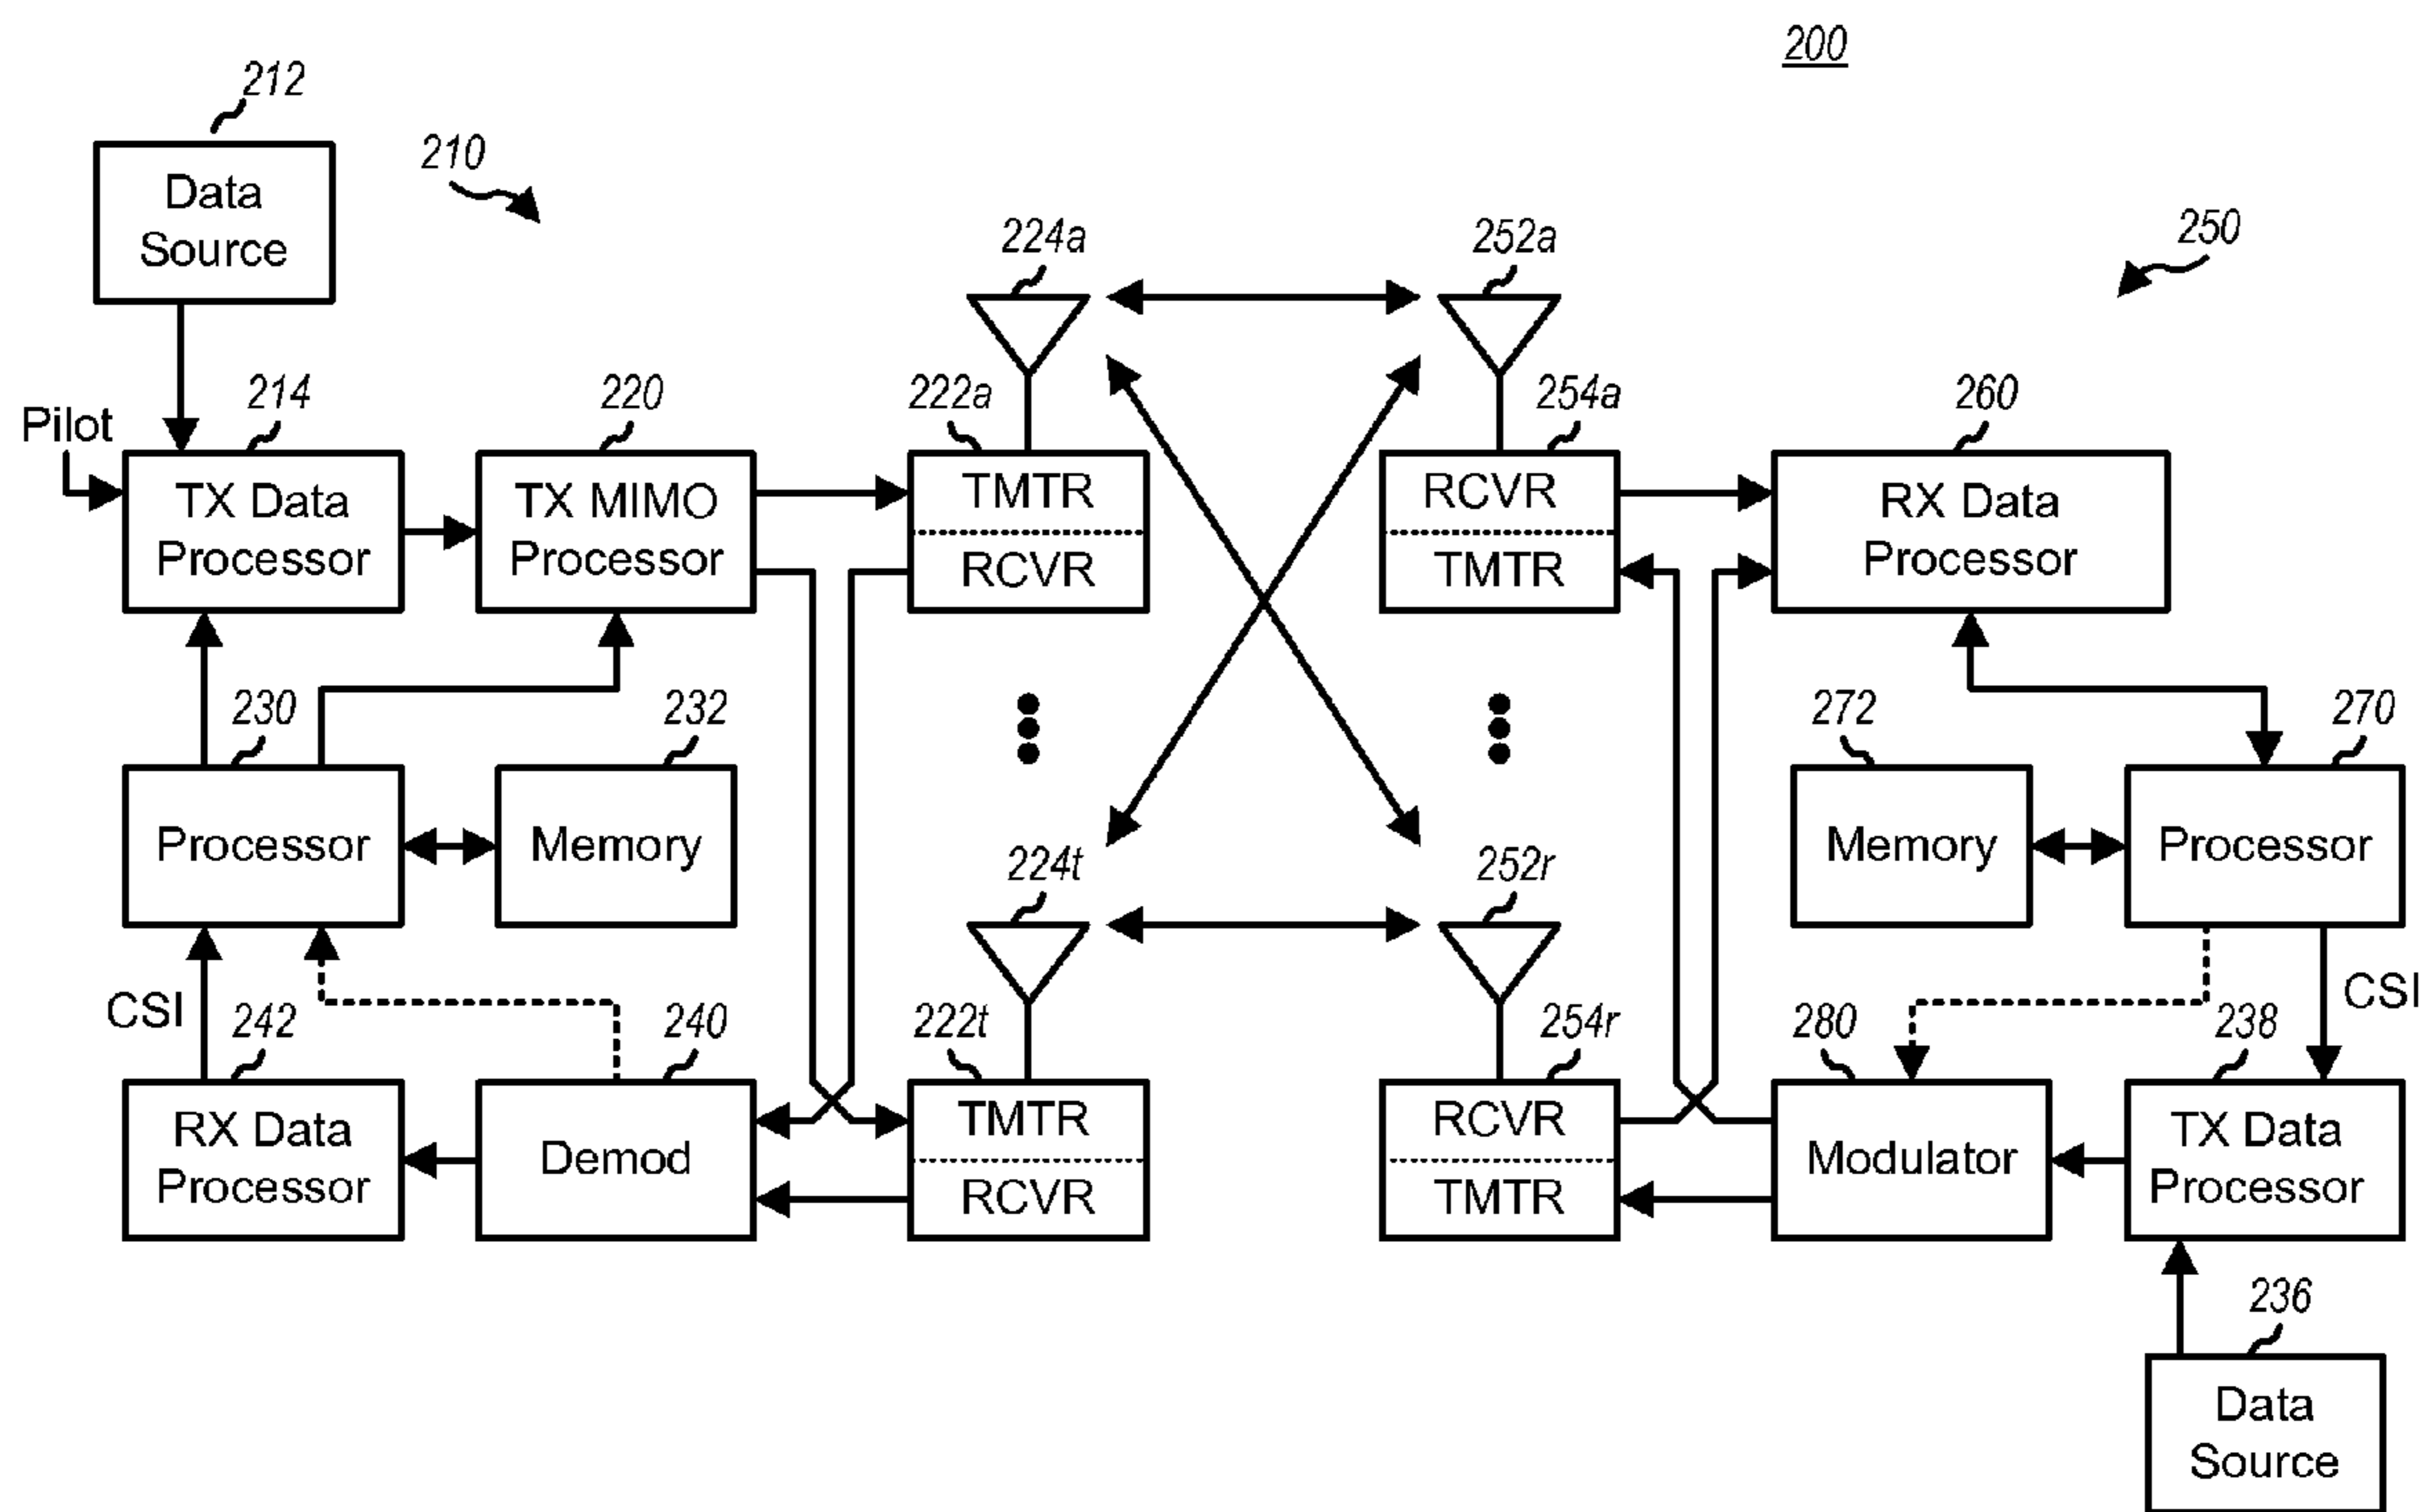 200
212
210
250
Data
Source
224a
252a
Pilot
214
220
222a
254a
260
TX Data
Processor
TX MIMO
Processor
TMTR
RCVR
RCVR
TMTR
RX Data
Processor
230
232
272
270
Processor
Memory
Memory
Processor
224t
252r
CSI
242
240
222t
254r
280
238
CSI
RX Data
Processor
Demod
TMTR
RCVR
RCVR
TMTR
Modulator
TX Data
Processor
236
Data
Source